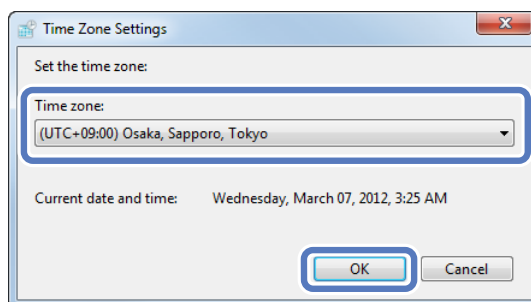 Time Zone Settings
Set the time zone:
Time zone:
(UTC+09:00) Osaka, Sapporo, Tokyo
Current date and time: Wednesday, March 07, 2012, 3:25 AM
OK Cancel